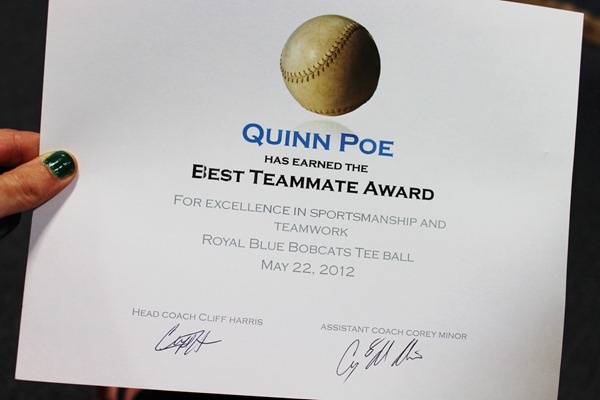 QUINN POE
HAS EARNED THE
BEST TEAMMATE AWARD
FOR EXCELLENCE IN SPORTSMANSHIP AND
TEAMWORK
ROYAL BLUE BOBCATS TEE BALL
MAY 22, 2012
HEAD COACH CLIFF HARRIS
ASSISTANT COACH COREY MINOR